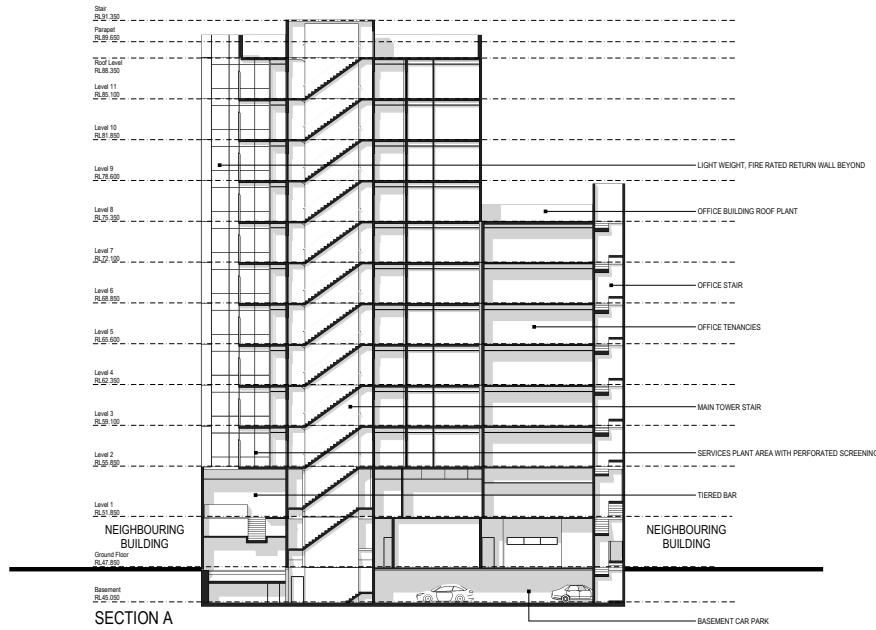 Stair
RL91.350
Parapet
RL89.650
Roof Level
RL88.350
Level 11
RL85.100
Level 10
RL81.850
Level 9
RL78.600
LIGHT WEIGHT, FIRE RATED RETURN WALL BEYOND
Level 8
RL75.350
OFFICE BUILDING ROOF PLANT
Level 7
RL72.100
Level 6
RL68.850
OFFICE STAIR
Level 5
RL65.600
OFFICE TENANCIES
Level 4
RL62.350
Level 3
RL59.100
MAIN TOWER STAIR
Level 2
RL55.850
SERVICES PLANT AREA WITH PERFORATED SCREENING
Level 1
RL51.850
TIERED BAR
NEIGHBOURING
BUILDING
NEIGHBOURING
BUILDING
Ground Floor
RL47.850
Basement
RL45.050
SECTION A
BASEMENT CAR PARK